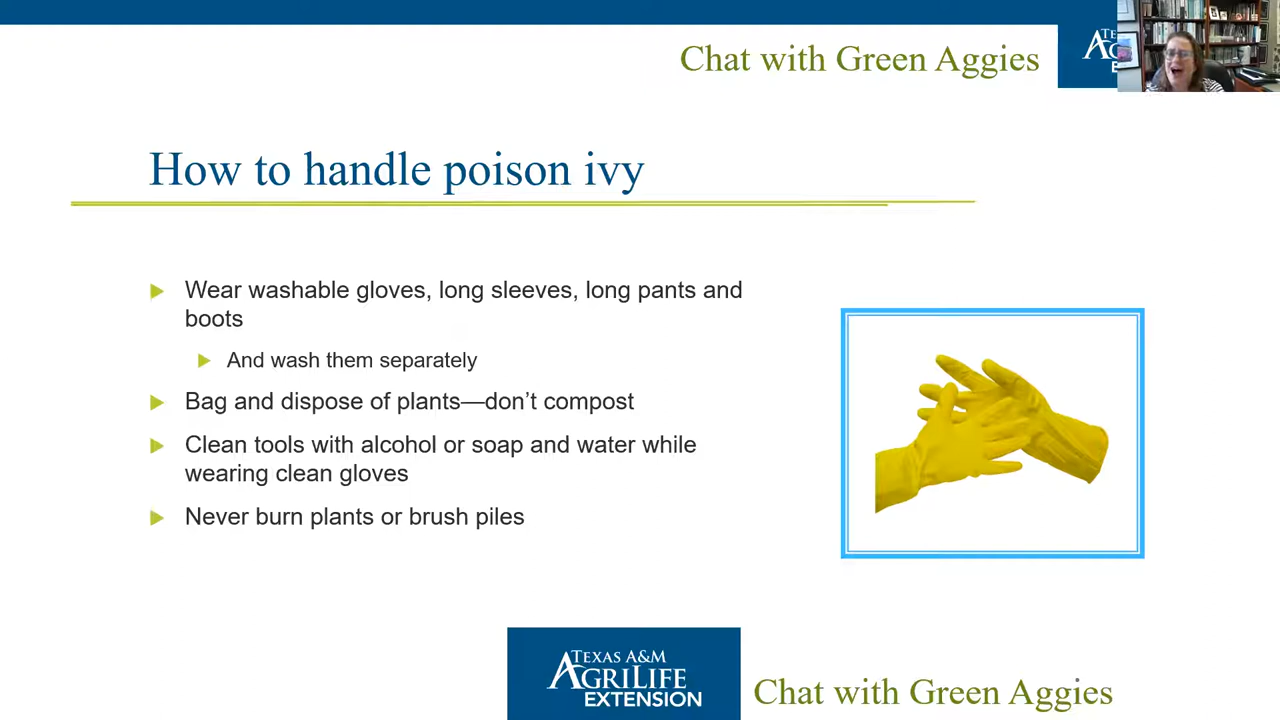 Chat with Green Aggies
How to handle poison ivy
Wear washable gloves, long sleeves, long pants and
boots
And wash them separately
Bag and dispose of plants—don’t compost
Clean tools with alcohol or soap and water while
wearing clean gloves
Never burn plants or brush piles
TEXAS A&M
AGRILIFE
EXTENSION
Chat with Green Aggies